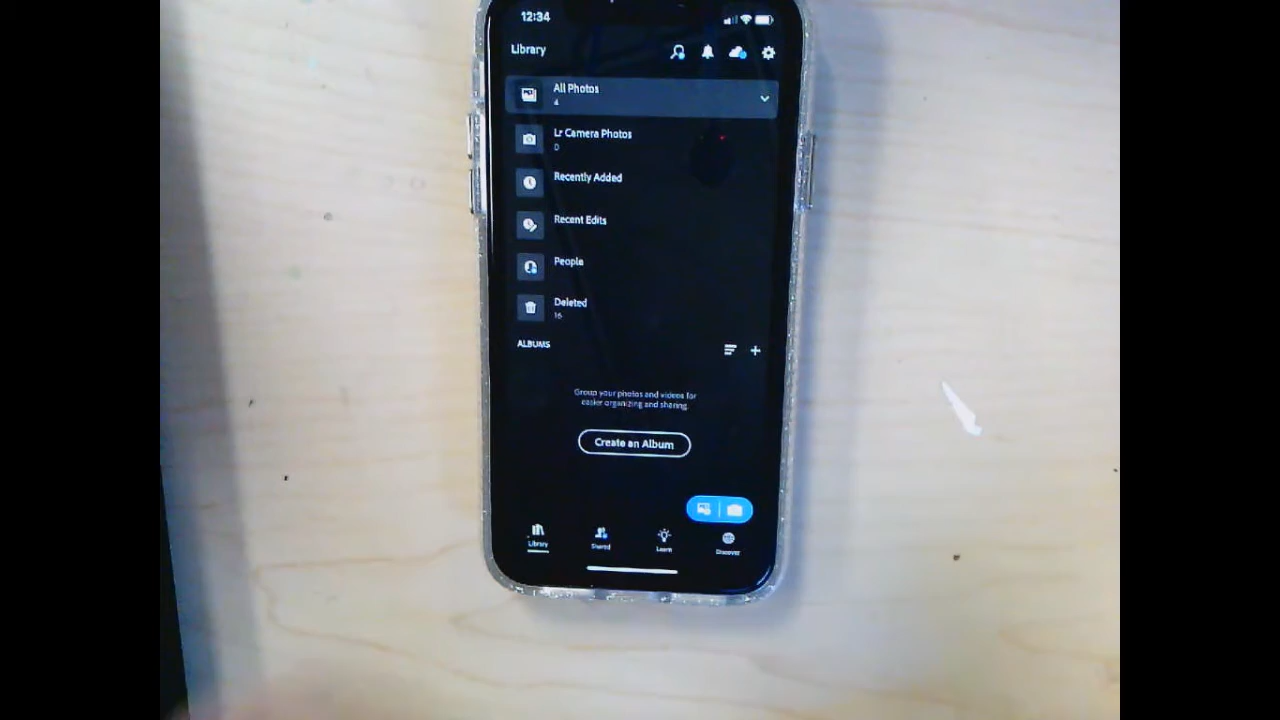 12:34
Library
All Photos
4
Lr Camera Photos
0
Recently Added
Recent Edits
People
Deleted
16
ALBUMS
Group your photos and videos for
easier organizing and sharing.
Create an Album
Library Shared Learn Discover